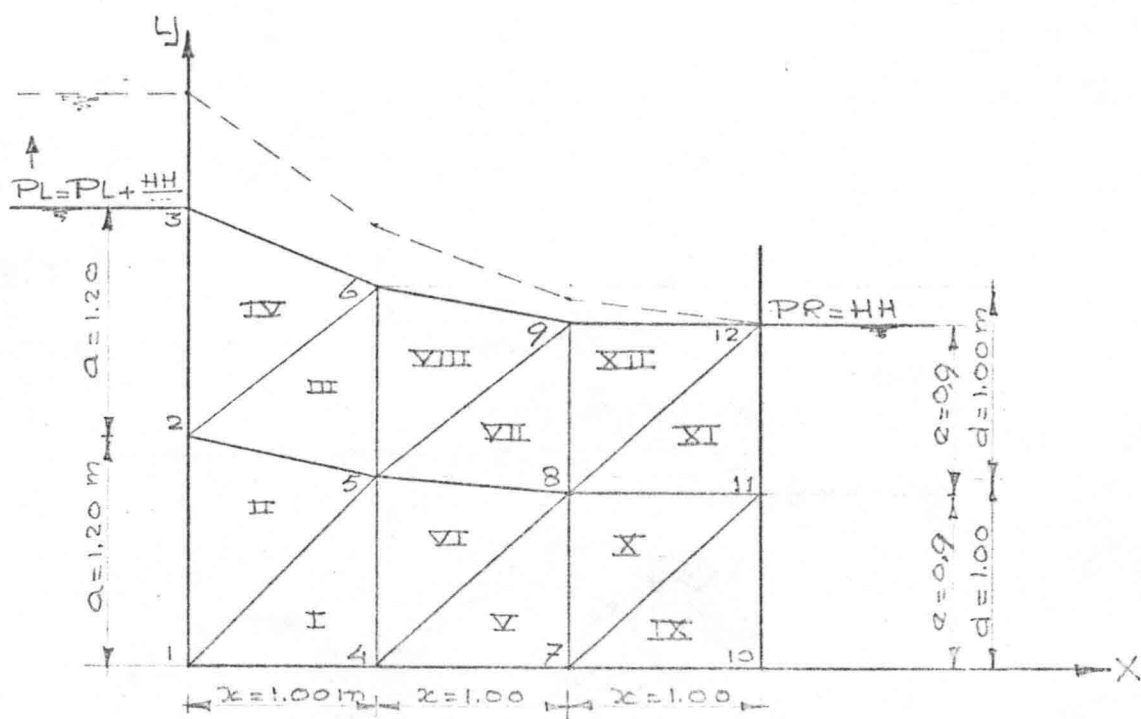 y
PL=PL+HH
3
a=1.20
6
IV
9
12
PR=HH
VIII
XII
III
2
VII
XI
e=0,9
d=1.00 m
5
8
11
II
VI
X
a=1.20 m
I
V
IX
e=0,9
d=1.00
1
4
7
10
X
x=1.00m
x=1.00
x=1.00